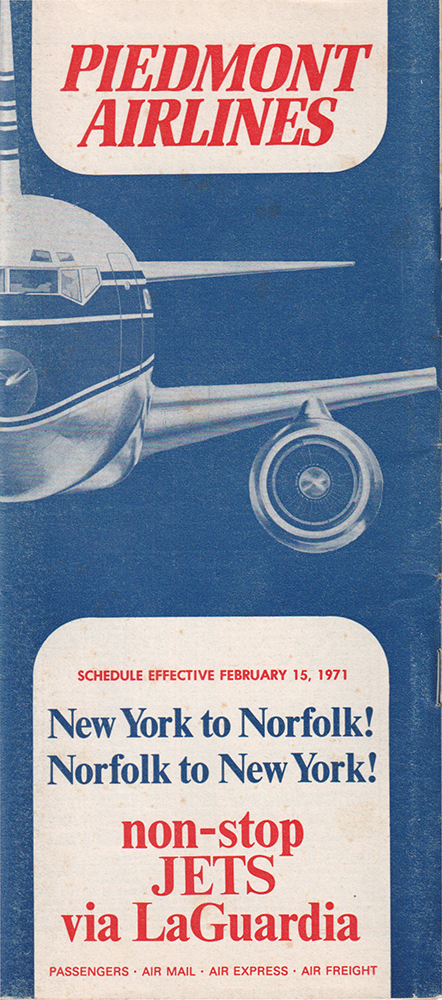 PIEDMONT
AIRLINES
SCHEDULE EFFECTIVE FEBRUARY 15, 1971
New York to Norfolk!
Norfolk to New York!
non-stop
JETS
via LaGuardia
PASSENGERS · AIR MAIL · AIR EXPRESS · AIR FREIGHT